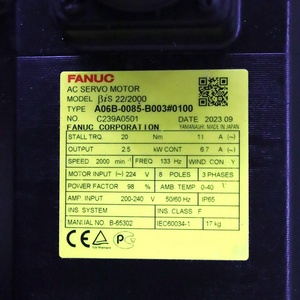 FANUC
AC SERVO MOTOR
MODEL βiS 22/2000
TYPE A06B-0085-B003#0100
NO. C239A0501 DATE 2023.09
FANUC CORPORATION YAMANASHI MADE IN JAPAN
STALL TRQ. 20 Nm 11 A (~)
OUTPUT 2.5 kW CONT 6.7 A (~)
SPEED 2000 min⁻¹ FREQ. 133 Hz WIND CON. Y
MOTOR INPUT (~) 224 V 8 POLES 3 PHASES
POWER FACTOR 98 % AMB. TEMP. 0-40 ℃
AMP. INPUT 200-240 V 50/60 Hz IP65
INS. SYSTEM INS. CLASS F
MANUAL NO. B-65302 IEC60034-1 17 kg
CE